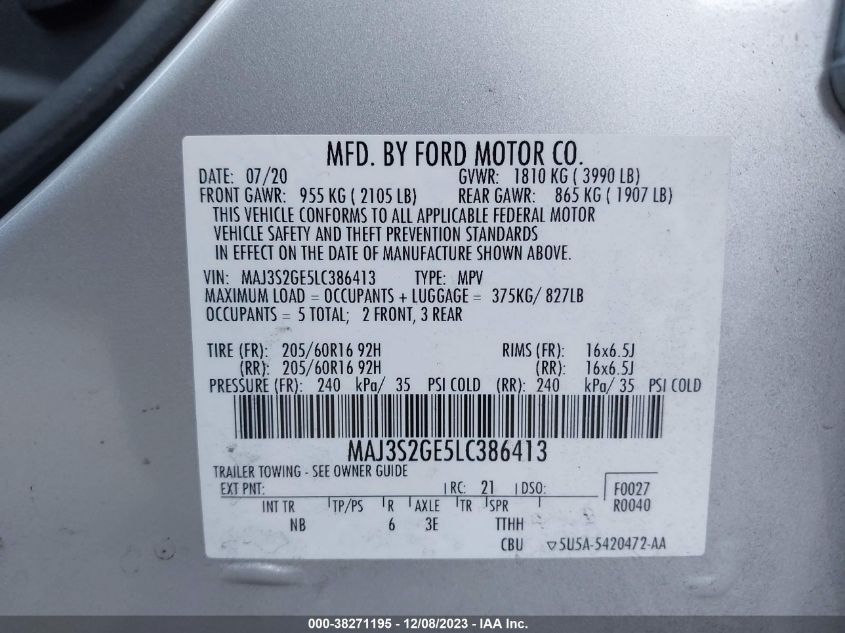 MFD. BY FORD MOTOR CO.
DATE: 07/20 GVWR: 1810 KG ( 3990 LB)
FRONT GAWR: 955 KG ( 2105 LB) REAR GAWR: 865 KG ( 1907 LB)
THIS VEHICLE CONFORMS TO ALL APPLICABLE FEDERAL MOTOR
VEHICLE SAFETY AND THEFT PREVENTION STANDARDS
IN EFFECT ON THE DATE OF MANUFACTURE SHOWN ABOVE.
VIN: MAJ3S2GE5LC386413 TYPE: MPV
MAXIMUM LOAD = OCCUPANTS + LUGGAGE = 375KG/ 827LB
OCCUPANTS = 5 TOTAL; 2 FRONT, 3 REAR
TIRE (FR): 205/60R16 92H RIMS (FR): 16x6.5J
(RR): 205/60R16 92H (RR): 16x6.5J
PRESSURE (FR): 240 kPa/ 35 PSI COLD (RR): 240 kPa/ 35 PSI COLD
MAJ3S2GE5LC386413
TRAILER TOWING - SEE OWNER GUIDE
EXT PNT: RC: 21 DSO: F0027
INT TR TP/PS R AXLE TR SPR R0040
NB 6 3E TTHH
CBU ▽5U5A-5420472-AA
000-38271195 - 12/08/2023 - IAA Inc.